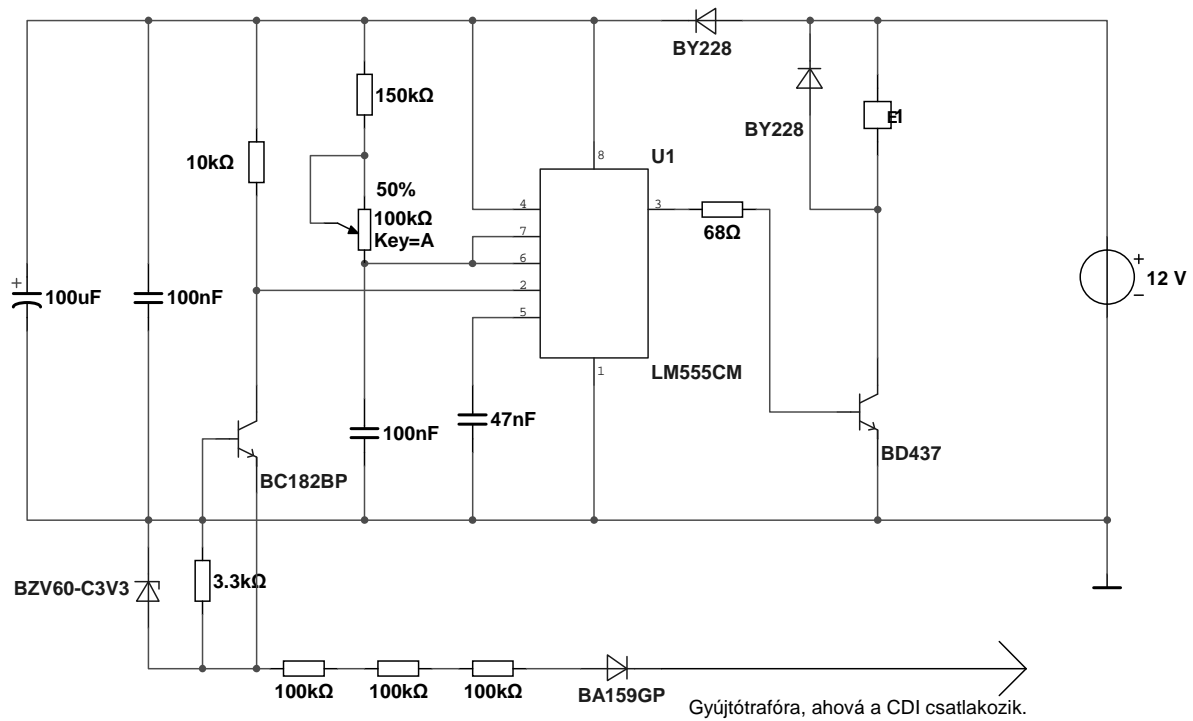 BY228
BY228
E1
150kΩ
10kΩ
50%
100kΩ
Key=A
U1
8
4
7
6
2
5
3
1
68Ω
+
100uF
100nF
+
−
12 V
LM555CM
47nF
100nF
BC182BP
BD437
BZV60-C3V3
3.3kΩ
100kΩ
100kΩ
100kΩ
BA159GP
Gyújtótrafóra, ahová a CDI csatlakozik.